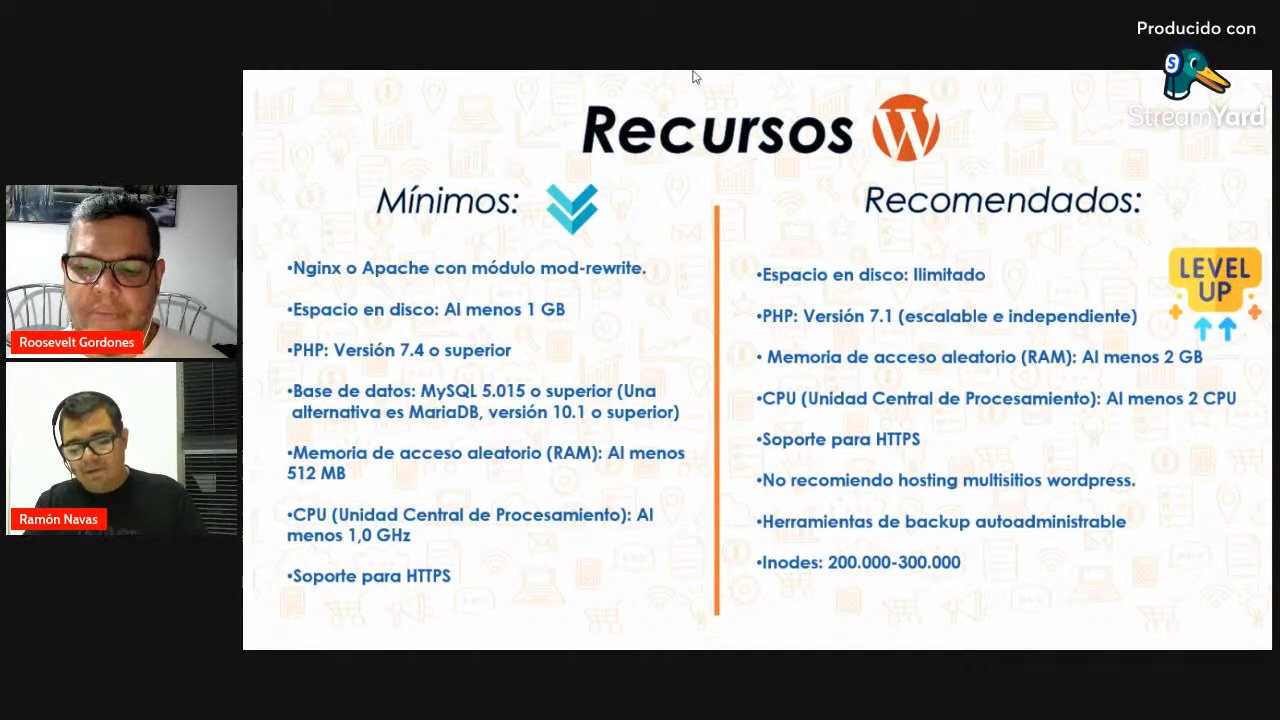 Producido con
StreamYard
Recursos
Mínimos:
•Nginx o Apache con módulo mod-rewrite.
•Espacio en disco: Al menos 1 GB
•PHP: Versión 7.4 o superior
•Base de datos: MySQL 5.015 o superior (Una
alternativa es MariaDB, versión 10.1 o superior)
•Memoria de acceso aleatorio (RAM): Al menos
512 MB
•CPU (Unidad Central de Procesamiento): Al
menos 1,0 GHz
•Soporte para HTTPS
Recomendados:
•Espacio en disco: Ilimitado
•PHP: Versión 7.1 (escalable e independiente)
• Memoria de acceso aleatorio (RAM): Al menos 2 GB
•CPU (Unidad Central de Procesamiento): Al menos 2 CPU
•Soporte para HTTPS
•No recomiendo hosting multisitios wordpress.
•Herramientas de backup autoadministrable
•Inodes: 200.000-300.000
LEVEL
UP
Roosevelt Gordones
Ramón Navas